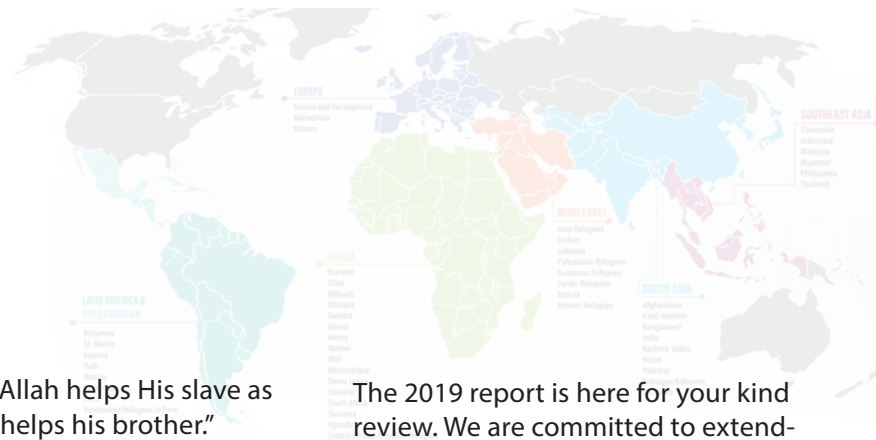 EUROPE
Bosnia and Herzegovina
Macedonia
Kosovo
SOUTHEAST ASIA
Cambodia
Indonesia
Malaysia
Myanmar
Philippines
Thailand
MIDDLE EAST
Iraqi Refugees
Jordan
Lebanon
Palestinian Refugees
Sudanese Refugees
Syrian Refugees
Tunisia
Yemeni Refugees
AFRICA
Burundi
Chad
Djibouti
Ethiopia
Gambia
Ghana
Kenya
Malawi
Mali
Mozambique
Tanzania
SOUTH ASIA
Afghanistan
Azad Kashmir
Bangladesh
India
Kashmir Valley
Nepal
Pakistan
LATIN AMERICA &
THE CARIBBEAN
Bahamas
St. Martin
Guyana
Haiti
Mexico
Allah helps His slave as
helps his brother.”
The 2019 report is here for your kind
review. We are committed to extend-